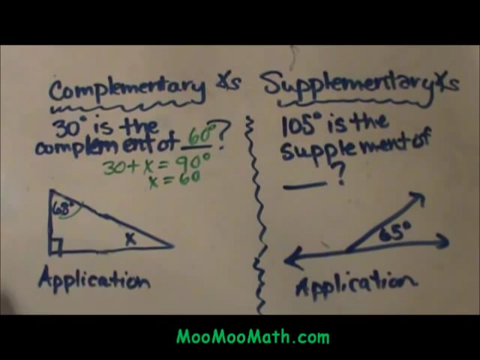 Complementary ∠s
30° is the
complement of 60°?
30 + x = 90°
x = 60
68°
x
Application
Supplementary ∠s
105° is the
supplement of
___?
65°
Application
MooMooMath.com